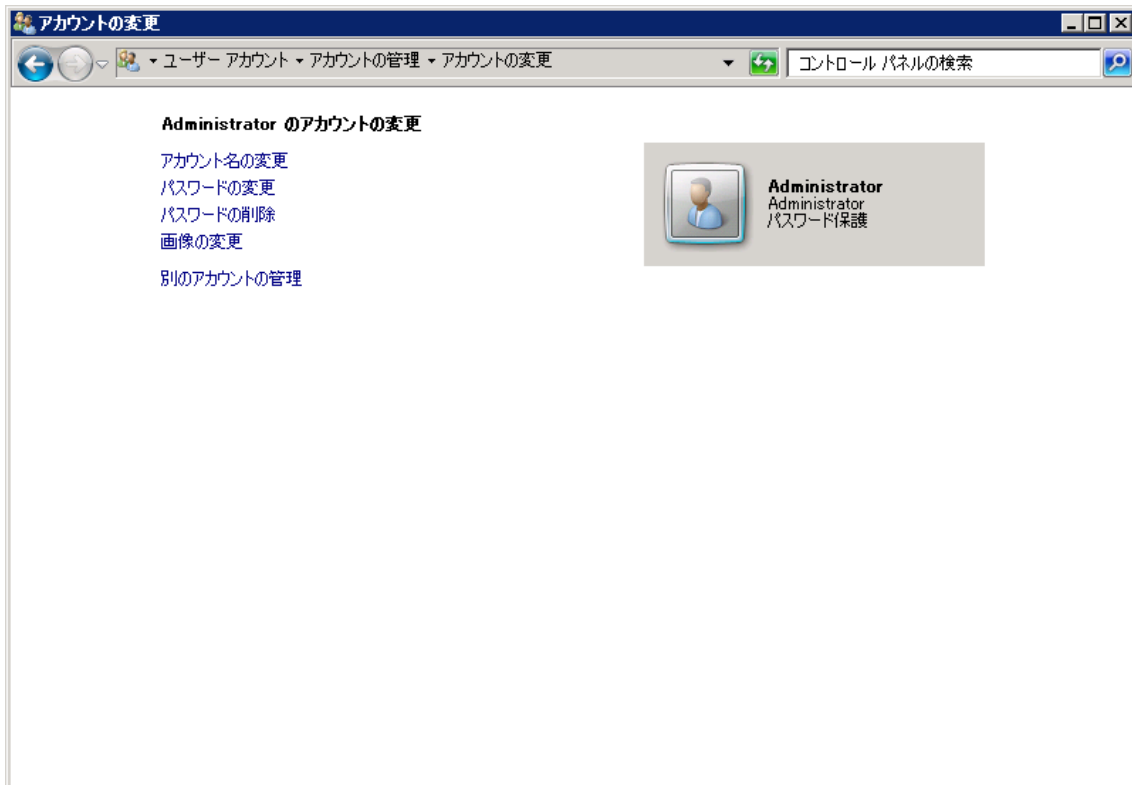 アカウントの変更
ユーザー アカウント アカウントの管理 アカウントの変更
コントロール パネルの検索
Administrator のアカウントの変更
アカウント名の変更
パスワードの変更
パスワードの削除
画像の変更
別のアカウントの管理
Administrator
Administrator
パスワード保護